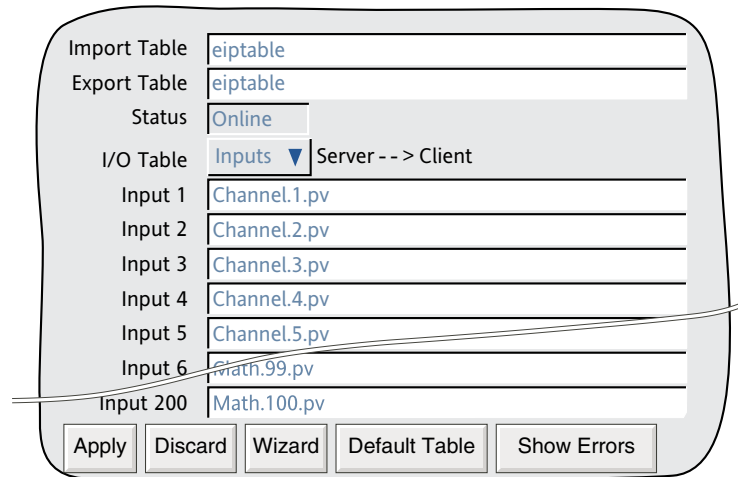 Import Table eiptable
Export Table eiptable
Status Online
I/O Table Inputs Server - - > Client
Input 1 Channel.1.pv
Input 2 Channel.2.pv
Input 3 Channel.3.pv
Input 4 Channel.4.pv
Input 5 Channel.5.pv
Input 6 Math.99.pv
Input 200 Math.100.pv
Apply Discard Wizard Default Table Show Errors